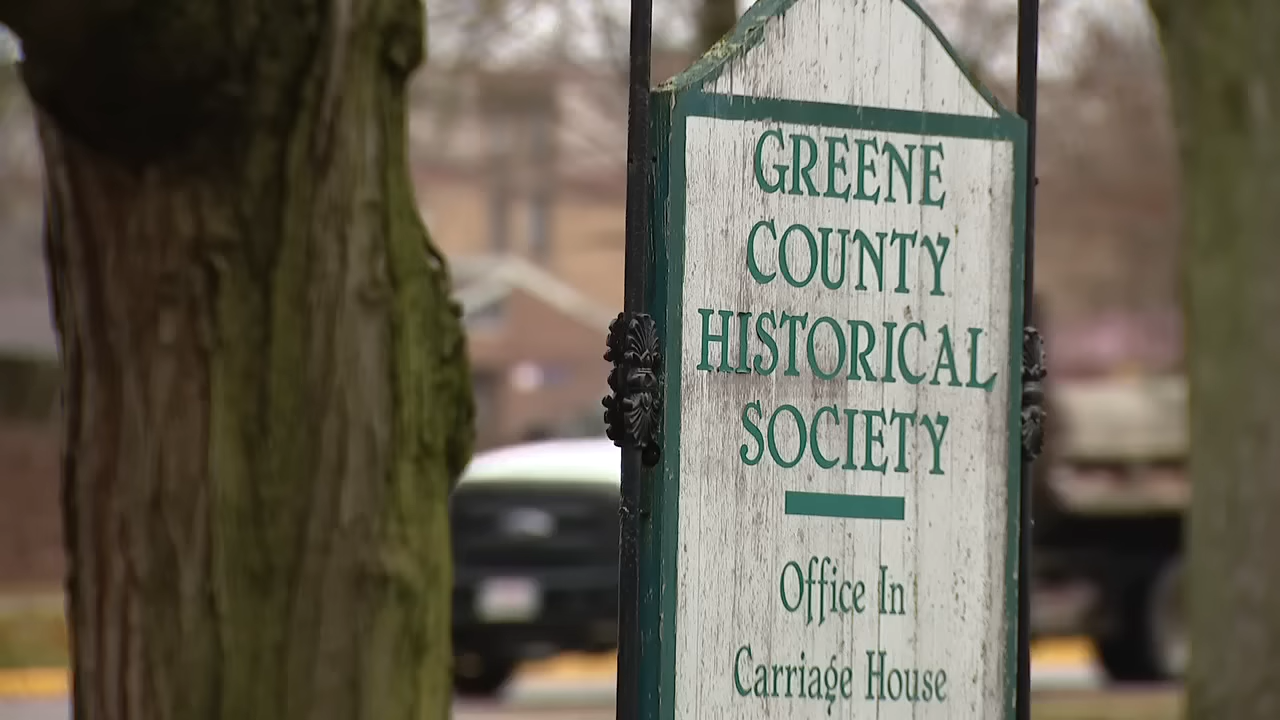 GREENE
COUNTY
HISTORICAL
SOCIETY
Office In
Carriage House